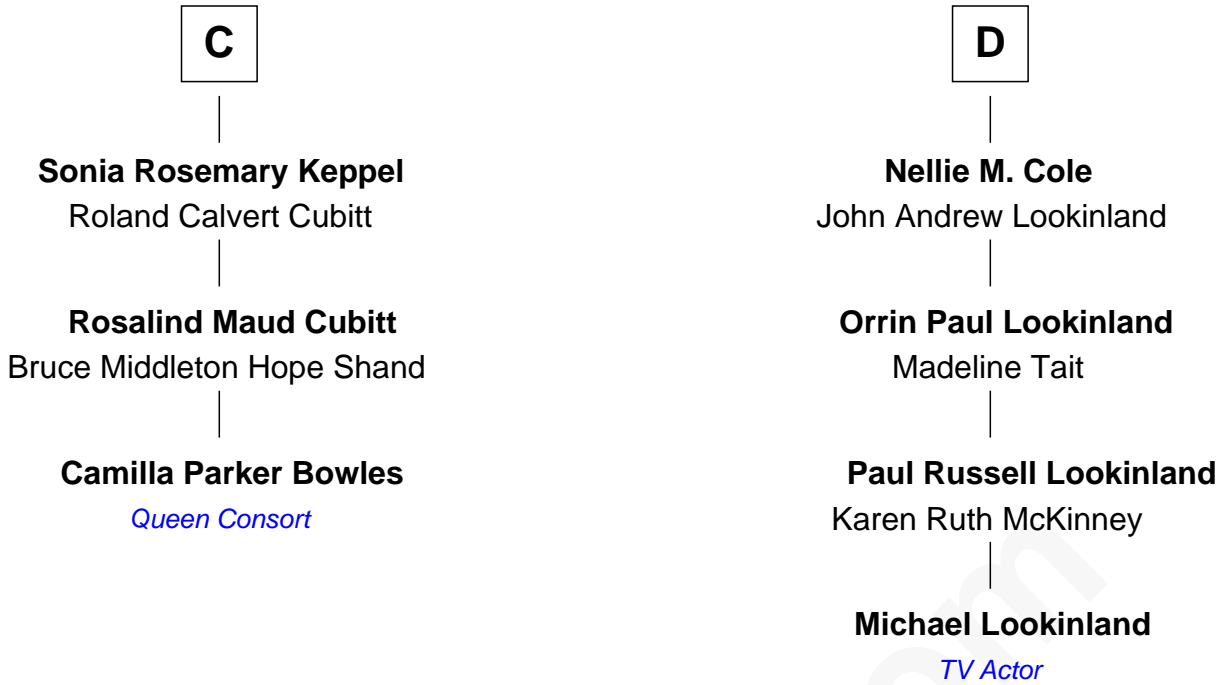 C
Sonia Rosemary Keppel
Roland Calvert Cubitt
Rosalind Maud Cubitt
Bruce Middleton Hope Shand
Camilla Parker Bowles
Queen Consort
D
Nellie M. Cole
John Andrew Lookinland
Orrin Paul Lookinland
Madeline Tait
Paul Russell Lookinland
Karen Ruth McKinney
Michael Lookinland
TV Actor
om